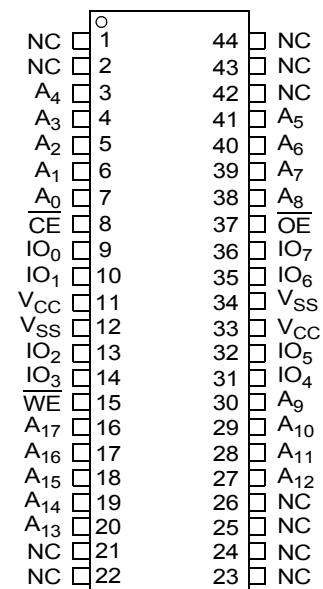 NC 1 44 NC
NC 2 43 NC
A4 3 42 NC
A3 4 41 A5
A2 5 40 A6
A1 6 39 A7
A0 7 38 A8
CE 8 37 OE
IO0 9 36 IO7
IO1 10 35 IO6
VCC 11 34 VSS
VSS 12 33 VCC
IO2 13 32 IO5
IO3 14 31 IO4
WE 15 30 A9
A17 16 29 A10
A16 17 28 A11
A15 18 27 A12
A14 19 26 NC
A13 20 25 NC
NC 21 24 NC
NC 22 23 NC